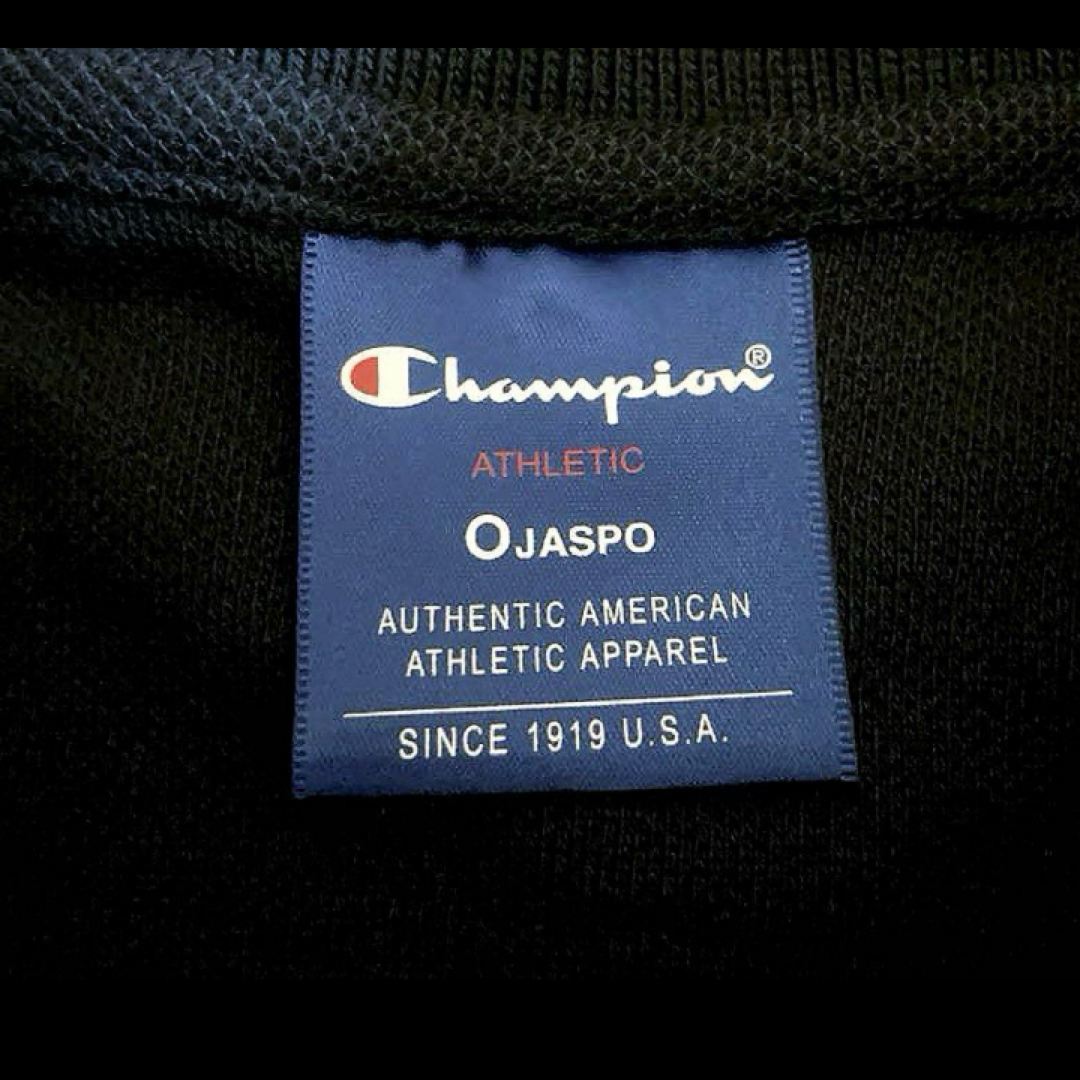 Champion®
ATHLETIC
OJASPO
AUTHENTIC AMERICAN
ATHLETIC APPAREL
SINCE 1919 U.S.A.